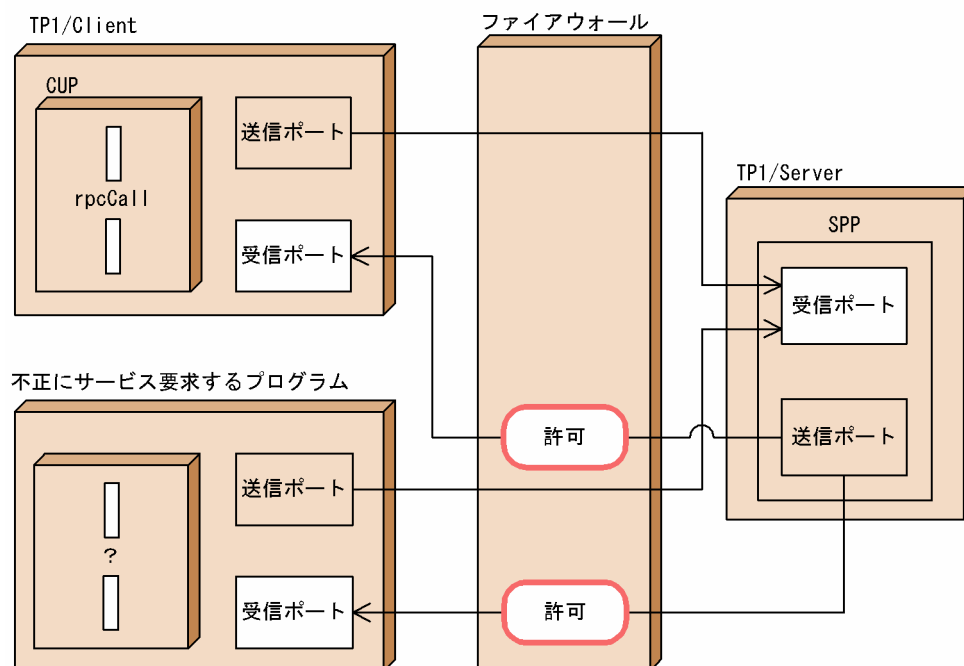 TP1/Client
ファイアウォール
CUP
送信ポート
rpcCall
受信ポート
TP1/Server
SPP
受信ポート
送信ポート
不正にサービス要求するプログラム
許可
送信ポート
?
受信ポート
許可